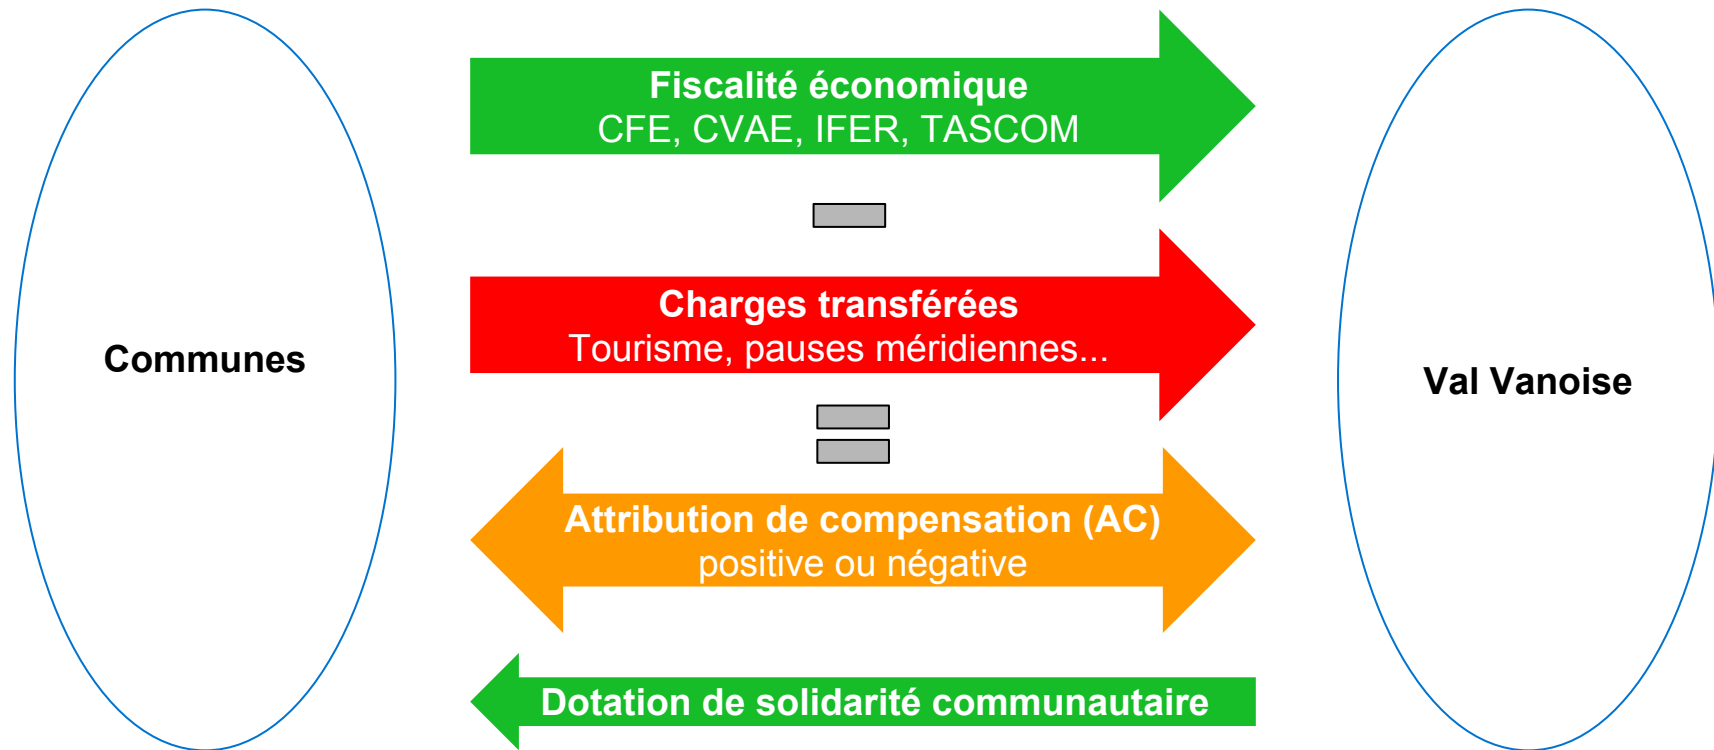 Fiscalité économique
CFE, CVAE, IFER, TASCOM
Charges transférées
Tourisme, pauses méridiennes...
Communes
Val Vanoise
Attribution de compensation (AC)
positive ou négative
Dotation de solidarité communautaire